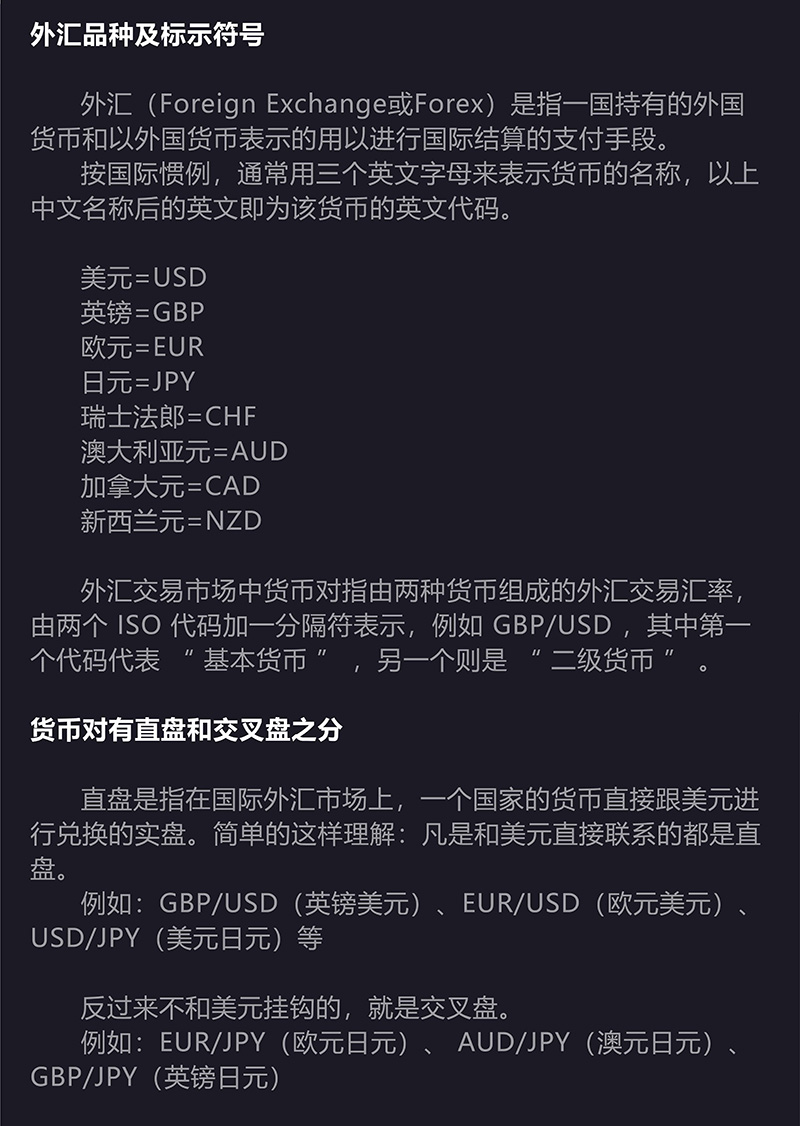 外汇品种及标示符号
外汇（Foreign Exchange或Forex）是指一国持有的外国
货币和以外国货币表示的用以进行国际结算的支付手段。
按国际惯例，通常用三个英文字母来表示货币的名称，以上
中文名称后的英文即为该货币的英文代码。
美元=USD
英镑=GBP
欧元=EUR
日元=JPY
瑞士法郎=CHF
澳大利亚元=AUD
加拿大元=CAD
新西兰元=NZD
外汇交易市场中货币对指由两种货币组成的外汇交易汇率，
由两个 ISO 代码加一分隔符表示，例如 GBP/USD ，其中第一
个代码代表 “ 基本货币 ” ，另一个则是 “ 二级货币 ” 。
货币对有直盘和交叉盘之分
直盘是指在国际外汇市场上，一个国家的货币直接跟美元进
行兑换的实盘。简单的这样理解：凡是和美元直接联系的都是直
盘。
例如：GBP/USD（英镑美元）、EUR/USD（欧元美元）、
USD/JPY（美元日元）等
反过来不和美元挂钩的，就是交叉盘。
例如：EUR/JPY（欧元日元）、 AUD/JPY（澳元日元）、
GBP/JPY（英镑日元）